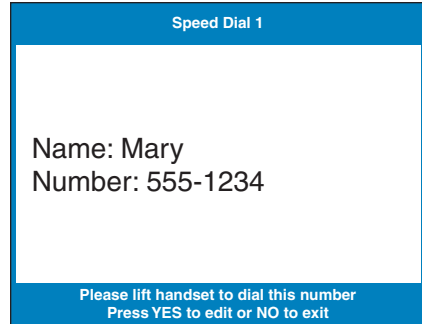 Speed Dial 1
Name: Mary
Number: 555-1234
Please lift handset to dial this number
Press YES to edit or NO to exit